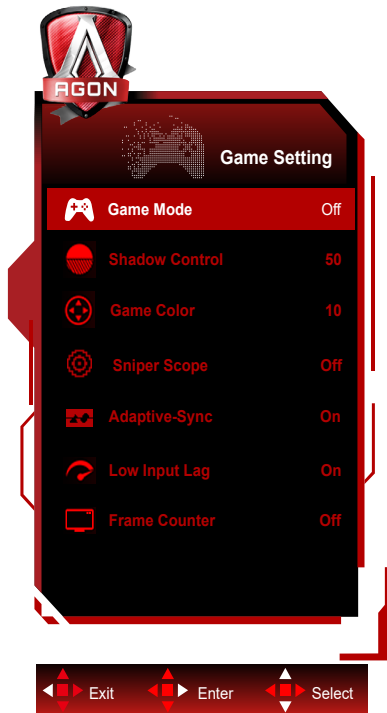 AGON
Game Setting
Game Mode Off
Shadow Control 50
Game Color 10
Sniper Scope Off
Adaptive-Sync On
Low Input Lag On
Frame Counter Off
Exit Enter Select